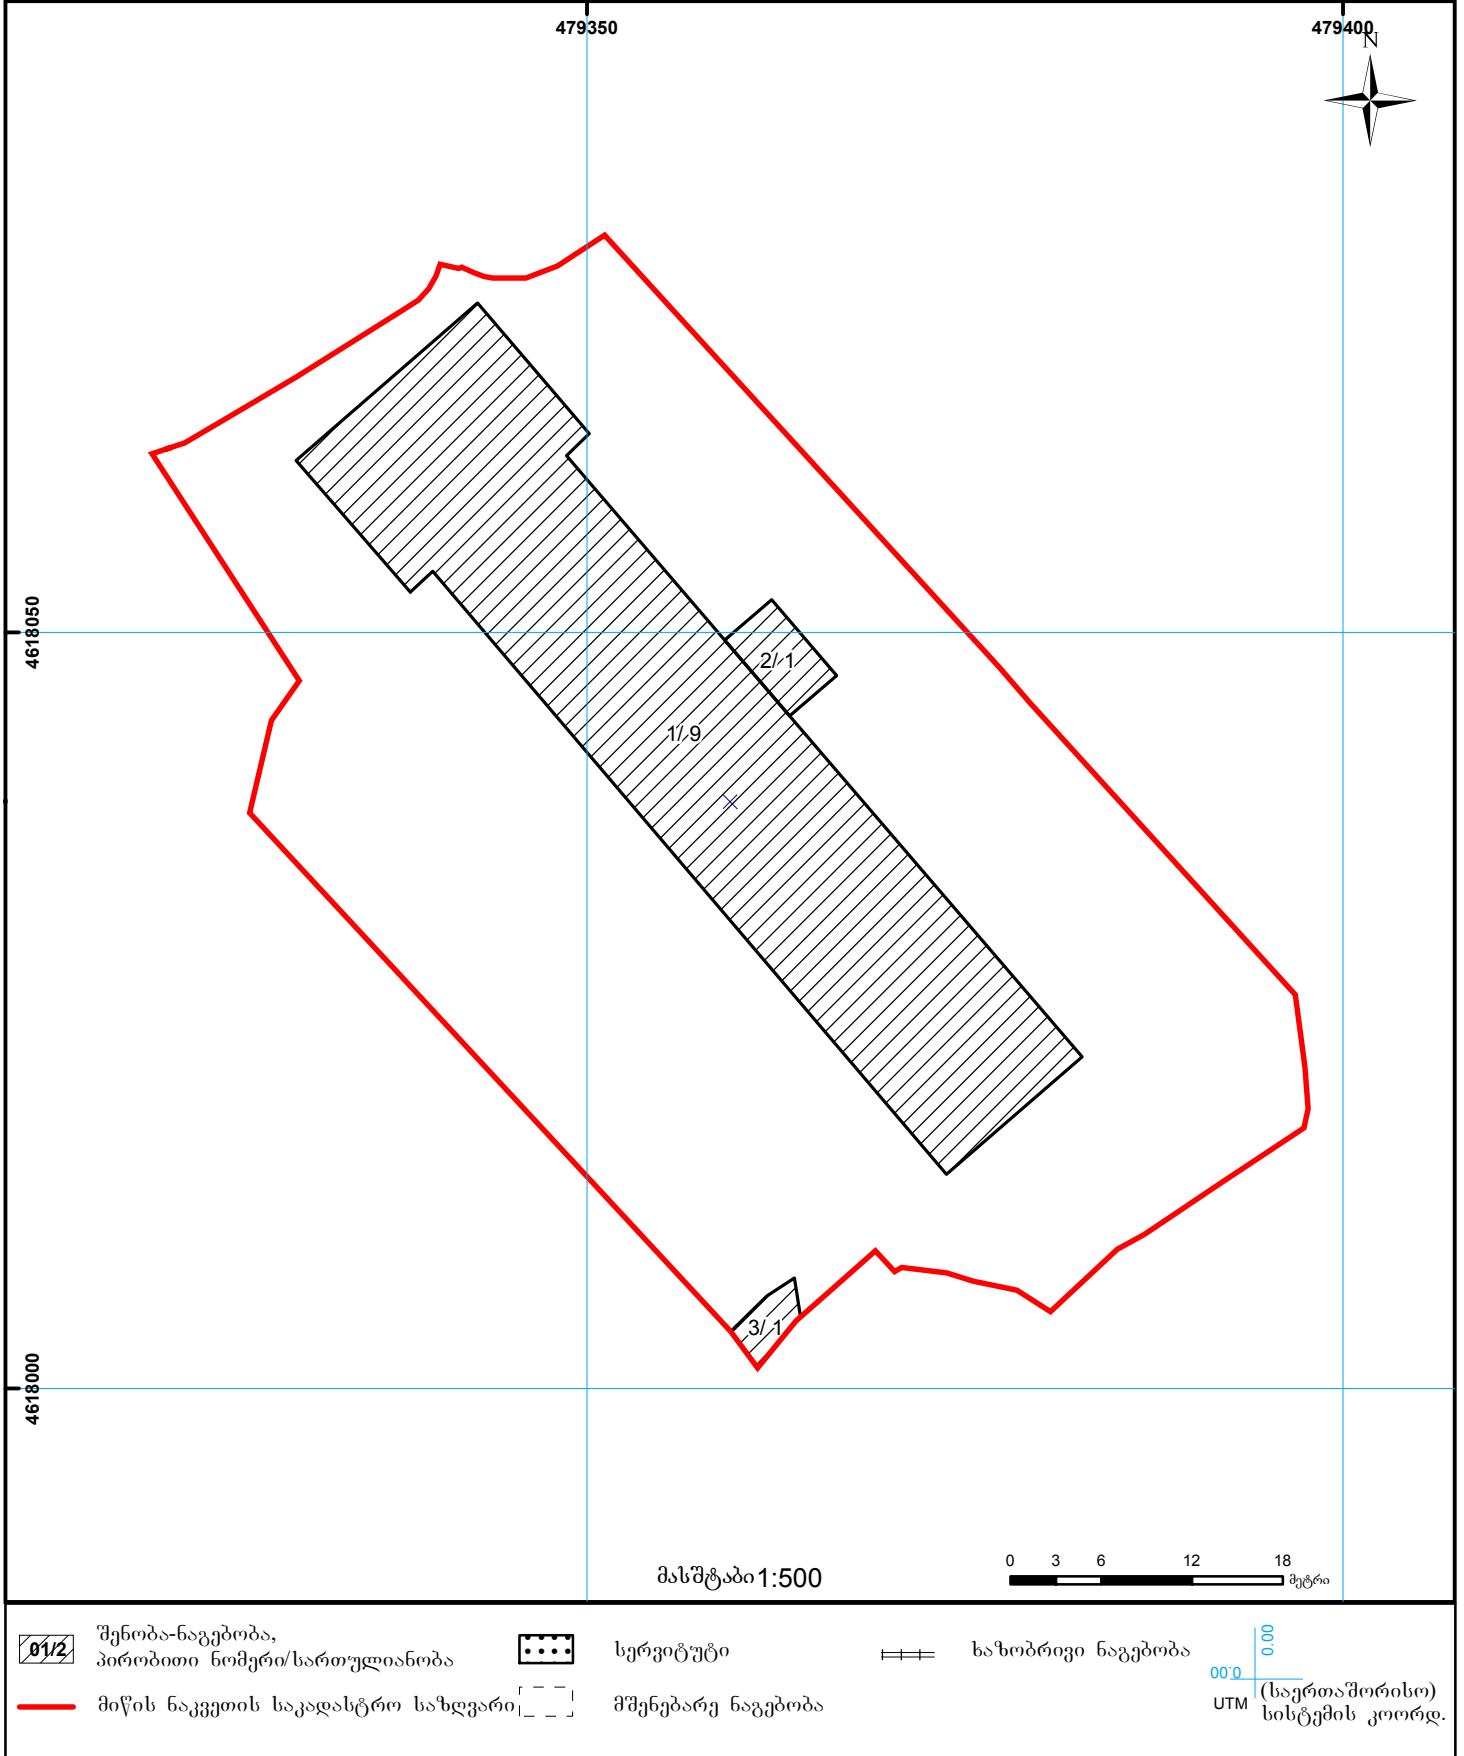 479350
479400
N
4618050
2/1
1/9
3/1
4618000
მასშტაბი 1:500
0 3 6 12 18
მეტრი
01/2
შენობა-ნაგებობა,
პირობითი ნომერი/სართულიანობა
სერვიტუტი
ხაზობრივი ნაგებობა
მიწის ნაკვეთის საკადასტრო საზღვარი
მშენებარე ნაგებობა
00.0
00.0
UTM
(საერთაშორისო)
სისტემის კოორდ.